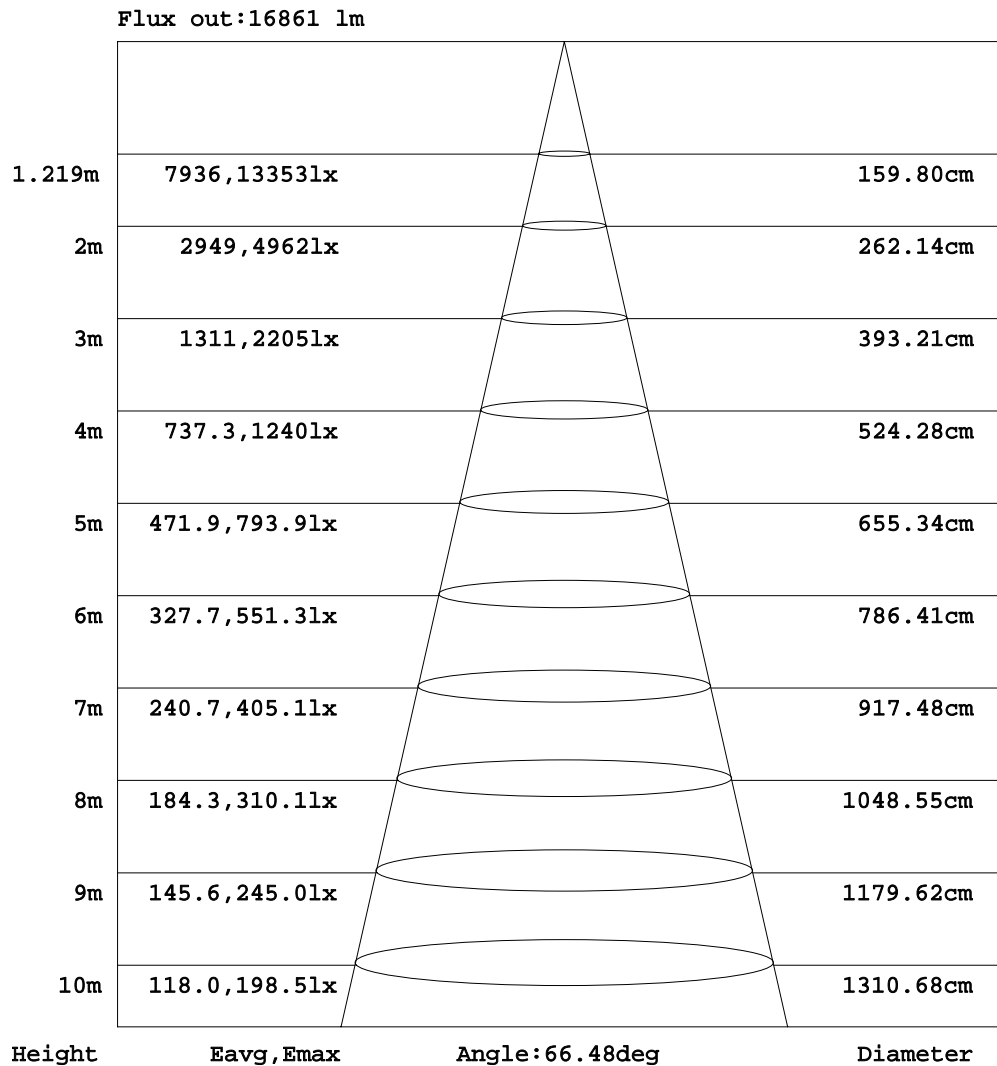 Flux out:16861 lm
1.219m 7936,13353lx 159.80cm
2m 2949,4962lx 262.14cm
3m 1311,2205lx 393.21cm
4m 737.3,1240lx 524.28cm
5m 471.9,793.9lx 655.34cm
6m 327.7,551.3lx 786.41cm
7m 240.7,405.1lx 917.48cm
8m 184.3,310.1lx 1048.55cm
9m 145.6,245.0lx 1179.62cm
10m 118.0,198.5lx 1310.68cm
Height Eavg,Emax Angle:66.48deg Diameter